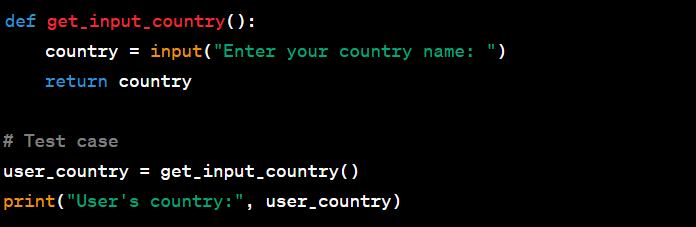 def get_input_country():
    country = input("Enter your country name: ")
    return country

# Test case
user_country = get_input_country()
print("User's country:", user_country)